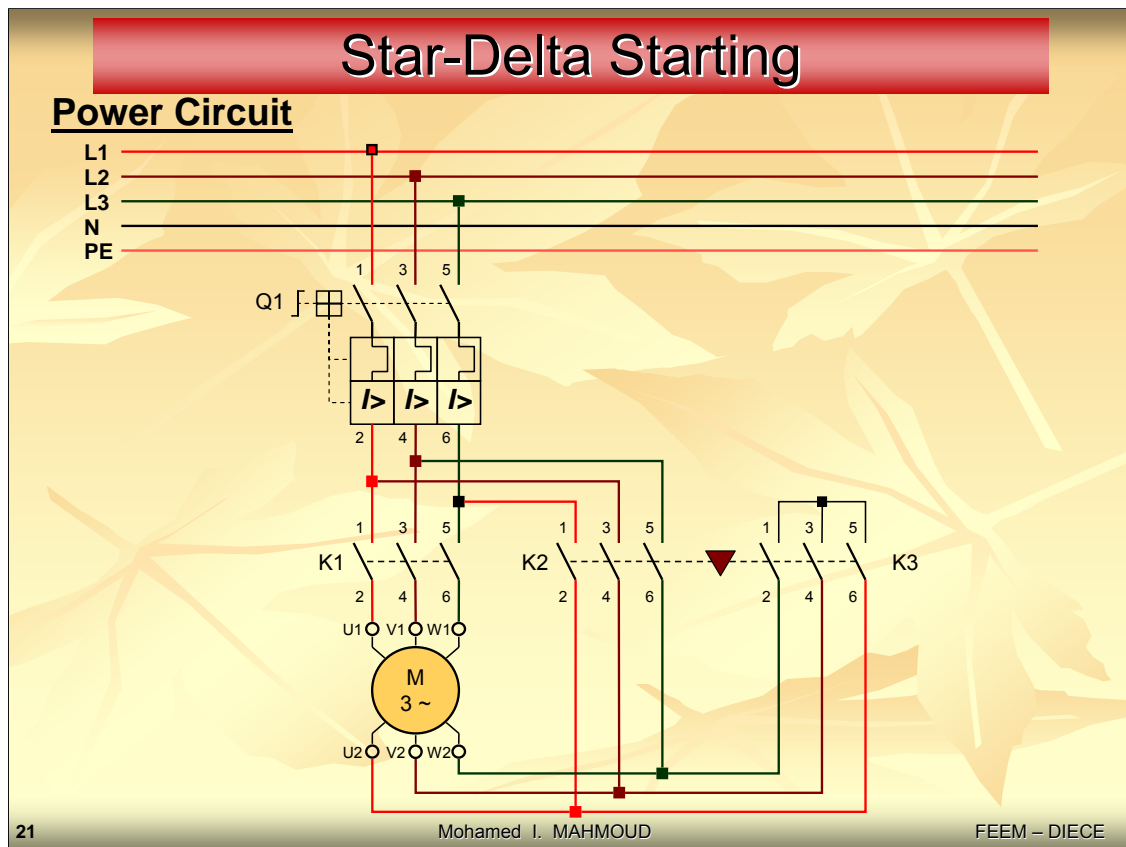 Star-Delta Starting
Power Circuit
L1
L2
L3
N
PE
1 3 5
Q1
I> I> I>
2 4 6
1 3 5 1 3 5 1 3 5
K1 K2 K3
2 4 6 2 4 6 2 4 6
U1 V1 W1
M
3 ~
U2 V2 W2
21 Mohamed I. MAHMOUD FEEM – DIECE